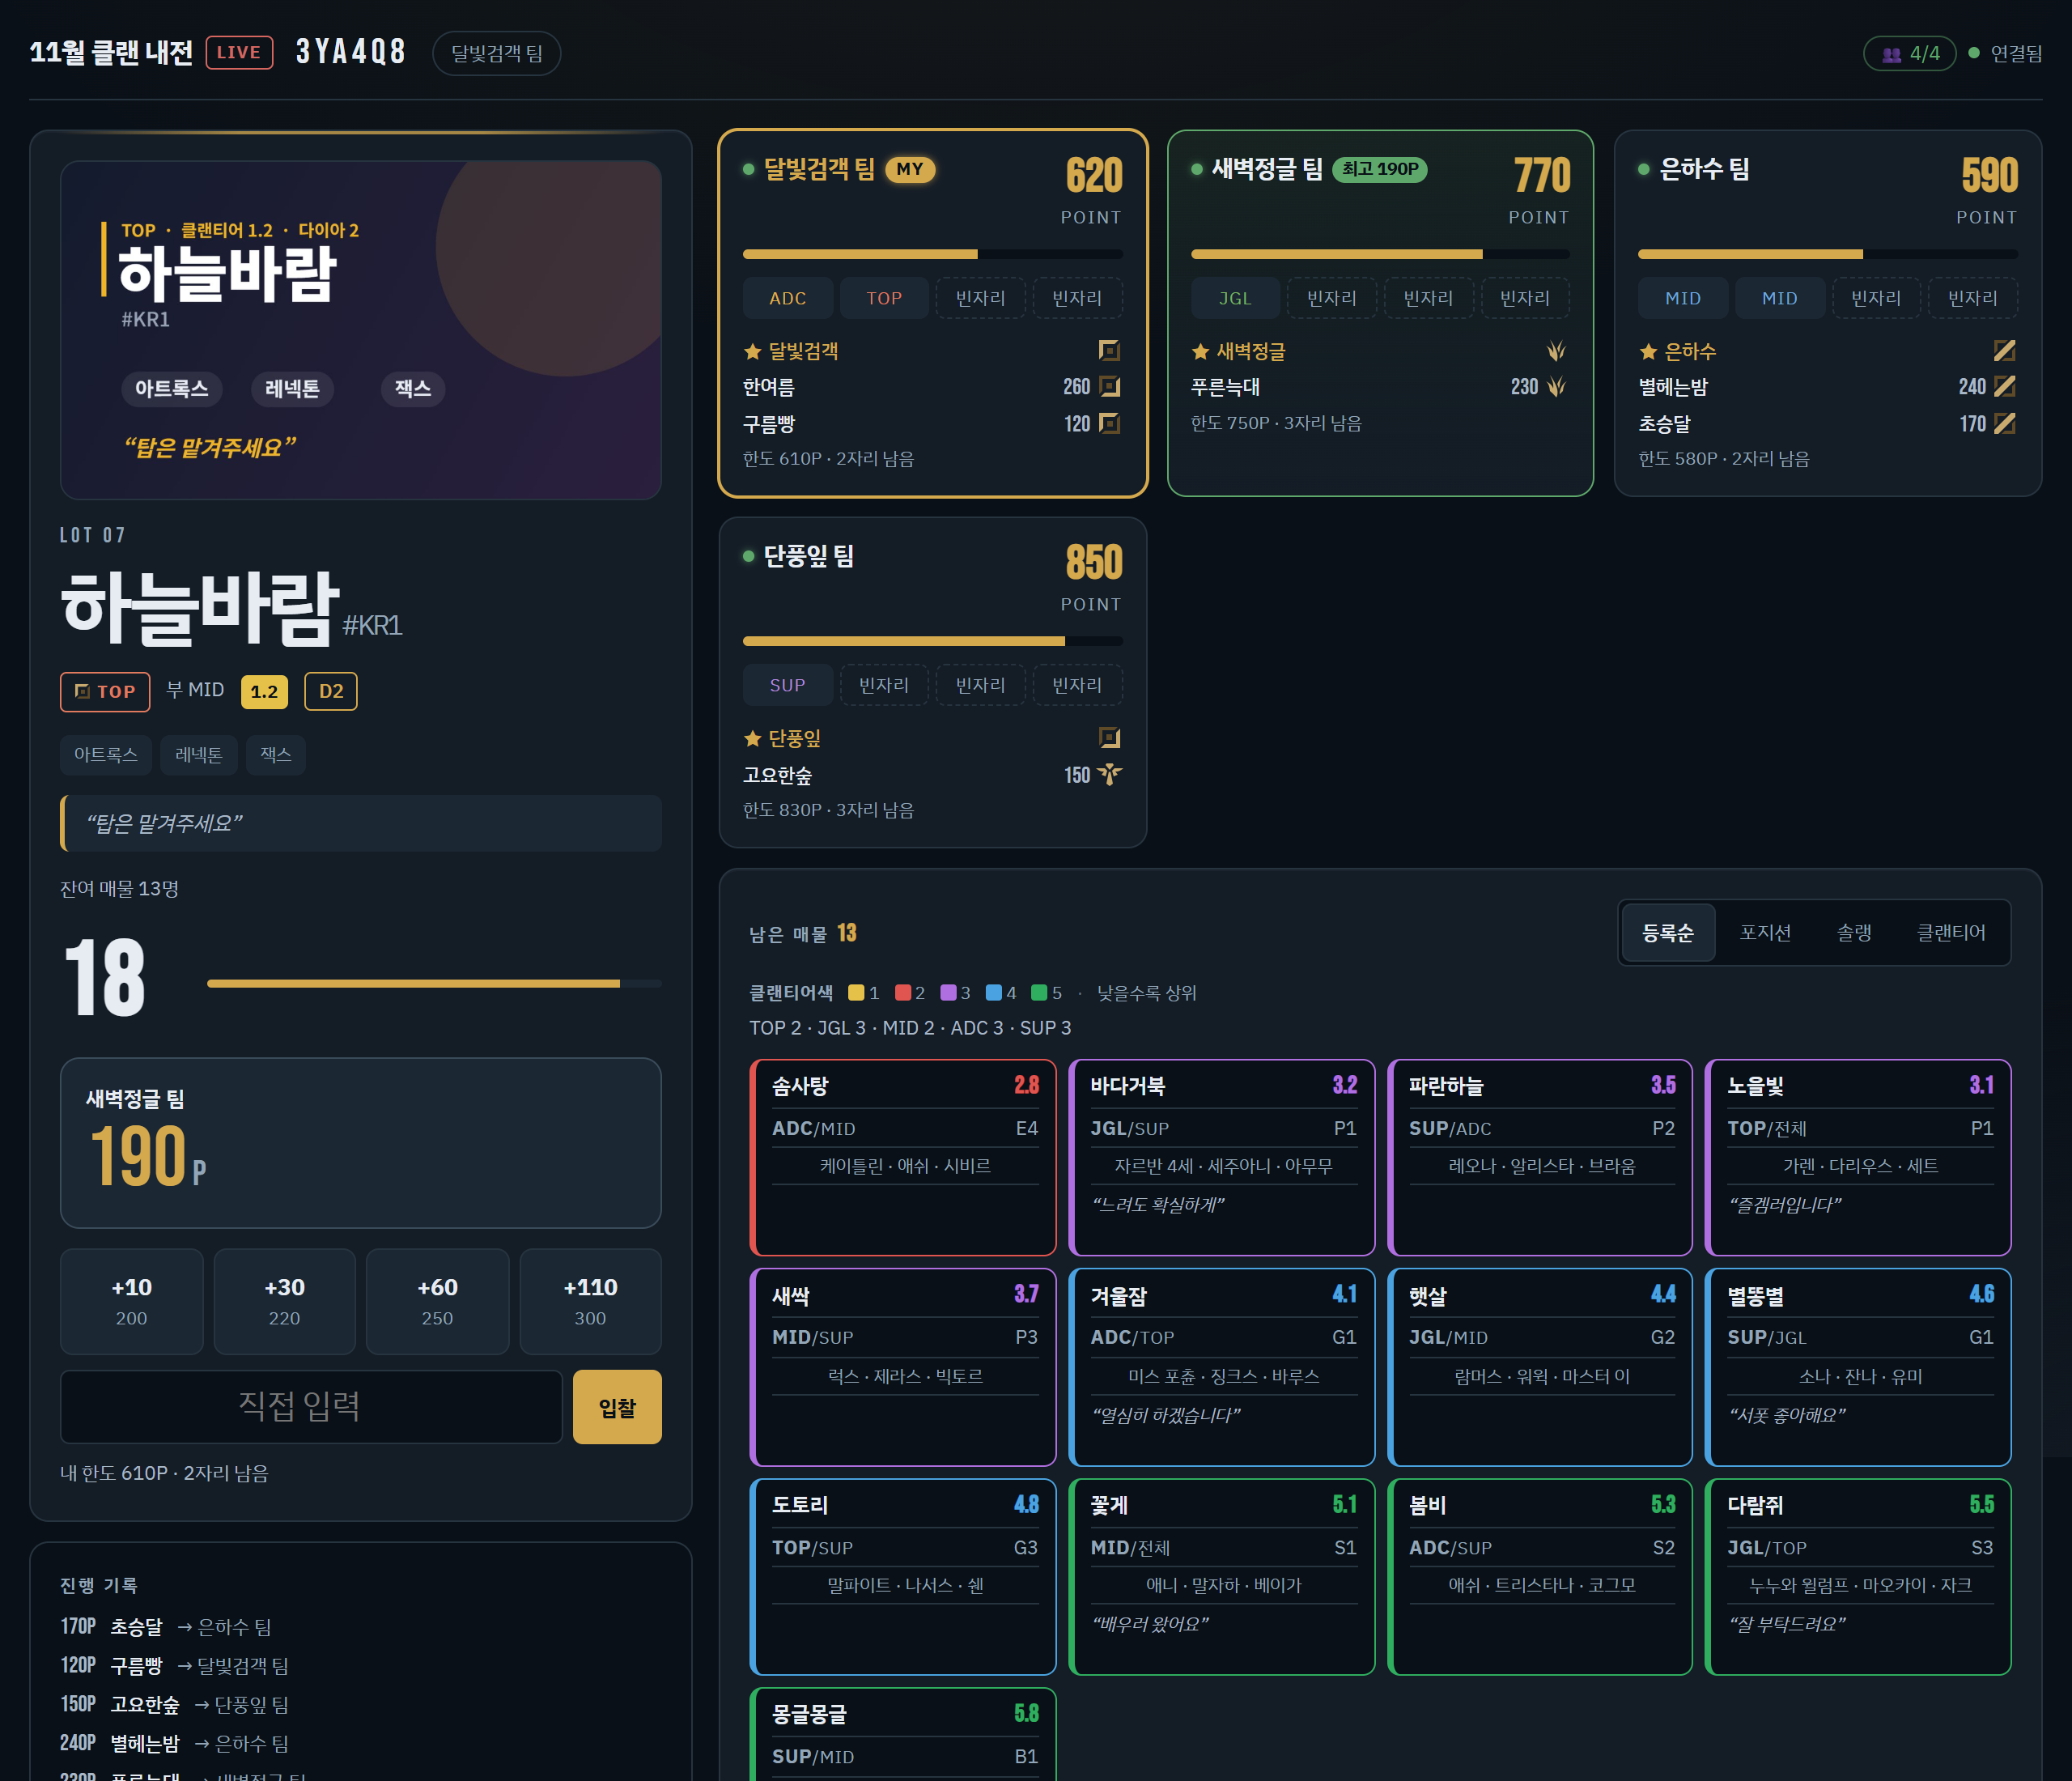 11월 클랜 내전 LIVE 3YA4Q8 달빛검객 팀 4/4 연결됨
TOP · 클랜티어 1.2 · 다이아 2
하늘바람
#KR1
아트록스 레넥톤 잭스
“탑은 맡겨주세요”
LOT 07
하늘바람 #KR1
TOP 부 MID 1.2 D2
아트록스 레넥톤 잭스
“탑은 맡겨주세요”
잔여 매물 13명
18
새벽정글 팀
190 P
+10 +30 +60 +110
200 220 250 300
직접 입력 입찰
내 한도 610P · 2자리 남음
진행 기록
170P 초승달 → 은하수 팀
120P 구름빵 → 달빛검객 팀
150P 고요한숲 → 단풍잎 팀
240P 별헤는밤 → 은하수 팀
230P 푸른늑대 → 새벽정글 팀
달빛검객 팀 MY 620
POINT
ADC TOP 빈자리 빈자리
달빛검객
한여름 260
구름빵 120
한도 610P · 2자리 남음
새벽정글 팀 최고 190P 770
POINT
JGL 빈자리 빈자리 빈자리
새벽정글
푸른늑대 230
한도 750P · 3자리 남음
은하수 팀 590
POINT
MID MID 빈자리 빈자리
은하수
별헤는밤 240
초승달 170
한도 580P · 2자리 남음
단풍잎 팀 850
POINT
SUP 빈자리 빈자리 빈자리
단풍잎
고요한숲 150
한도 830P · 3자리 남음
남은 매물 13 등록순 포지션 솔랭 클랜티어
클랜티어색 1 2 3 4 5 · 낮을수록 상위
TOP 2 · JGL 3 · MID 2 · ADC 3 · SUP 3
솜사탕 2.8
ADC/MID E4
케이틀린 · 애쉬 · 시비르
바다거북 3.2
JGL/SUP P1
자르반 4세 · 세주아니 · 아무무
“느려도 확실하게”
파란하늘 3.5
SUP/ADC P2
레오나 · 알리스타 · 브라움
노을빛 3.1
TOP/전체 P1
가렌 · 다리우스 · 세트
“즐겜러입니다”
새싹 3.7
MID/SUP P3
럭스 · 제라스 · 빅토르
겨울잠 4.1
ADC/TOP G1
미스 포츈 · 징크스 · 바루스
“열심히 하겠습니다”
햇살 4.4
JGL/MID G2
람머스 · 워윅 · 마스터 이
별똥별 4.6
SUP/JGL G1
소나 · 잔나 · 유미
“서폿 좋아해요”
도토리 4.8
TOP/SUP G3
말파이트 · 나서스 · 쉔
꽃게 5.1
MID/전체 S1
애니 · 말자하 · 베이가
“배우러 왔어요”
봄비 5.3
ADC/SUP S2
애쉬 · 트리스타나 · 코그모
다람쥐 5.5
JGL/TOP S3
누누와 윌럼프 · 마오카이 · 자크
“잘 부탁드려요”
몽글몽글 5.8
SUP/MID B1